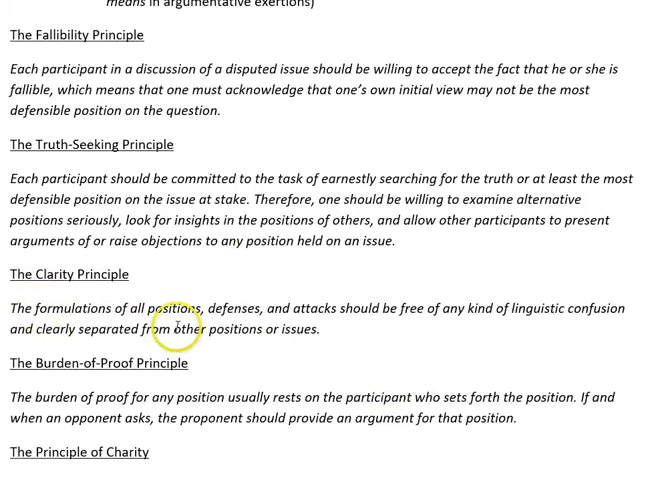 means in argumentative exertions)
The Fallibility Principle
Each participant in a discussion of a disputed issue should be willing to accept the fact that he or she is
fallible, which means that one must acknowledge that one's own initial view may not be the most
defensible position on the question.
The Truth-Seeking Principle
Each participant should be committed to the task of earnestly searching for the truth or at least the most
defensible position on the issue at stake. Therefore, one should be willing to examine alternative
positions seriously, look for insights in the positions of others, and allow other participants to present
arguments of or raise objections to any position held on an issue.
The Clarity Principle
The formulations of all positions, defenses, and attacks should be free of any kind of linguistic confusion
and clearly separated from other positions or issues.
The Burden-of-Proof Principle
The burden of proof for any position usually rests on the participant who sets forth the position. If and
when an opponent asks, the proponent should provide an argument for that position.
The Principle of Charity